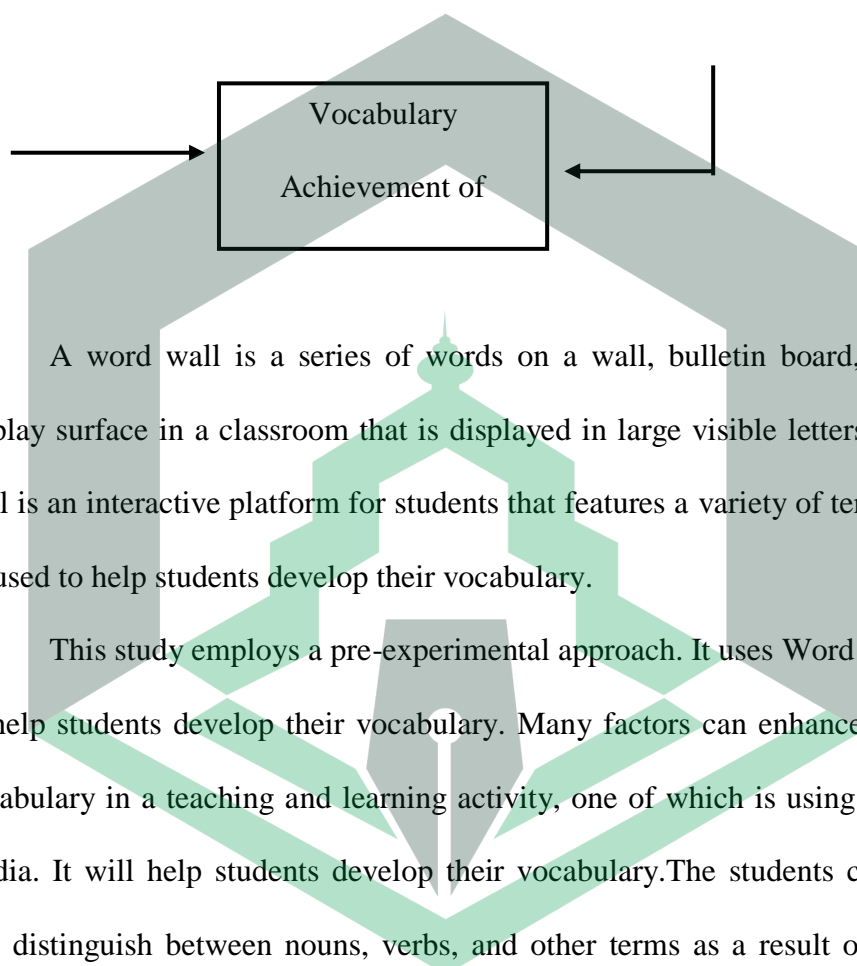 Vocabulary
Achievement of
A word wall is a series of words on a wall, bulletin board,
play surface in a classroom that is displayed in large visible letters
l is an interactive platform for students that features a variety of ter
used to help students develop their vocabulary.
This study employs a pre-experimental approach. It uses Word
help students develop their vocabulary. Many factors can enhance
abulary in a teaching and learning activity, one of which is using
dia. It will help students develop their vocabulary.The students c
distinguish between nouns, verbs, and other terms as a result o